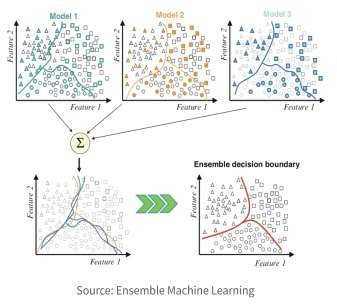 Model 1
Model 2
Model 3
Feature 2
Feature 1
Feature 2
Feature 1
Feature 2
Feature 1
Σ
Ensemble decision boundary
Feature 2
Feature 1
Feature 2
Feature 1
Source: Ensemble Machine Learning